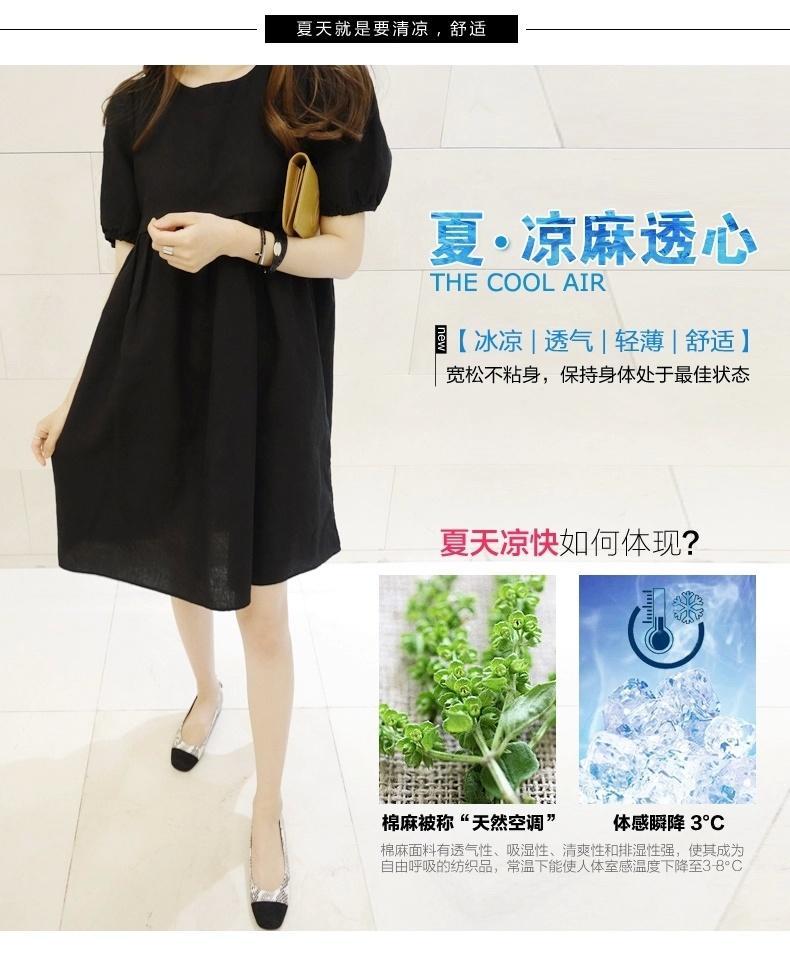 夏天就是要清凉，舒适
夏·凉麻透心
THE COOL AIR
new
【 冰凉 | 透气 | 轻薄 | 舒适 】
宽松不粘身，保持身体处于最佳状态
夏天凉快如何体现?
棉麻被称“天然空调”
体感瞬降 3°C
棉麻面料有透气性、吸湿性、清爽性和排湿性强，使其成为
自由呼吸的纺织品，常温下能使人体室感温度下降至3-8°C